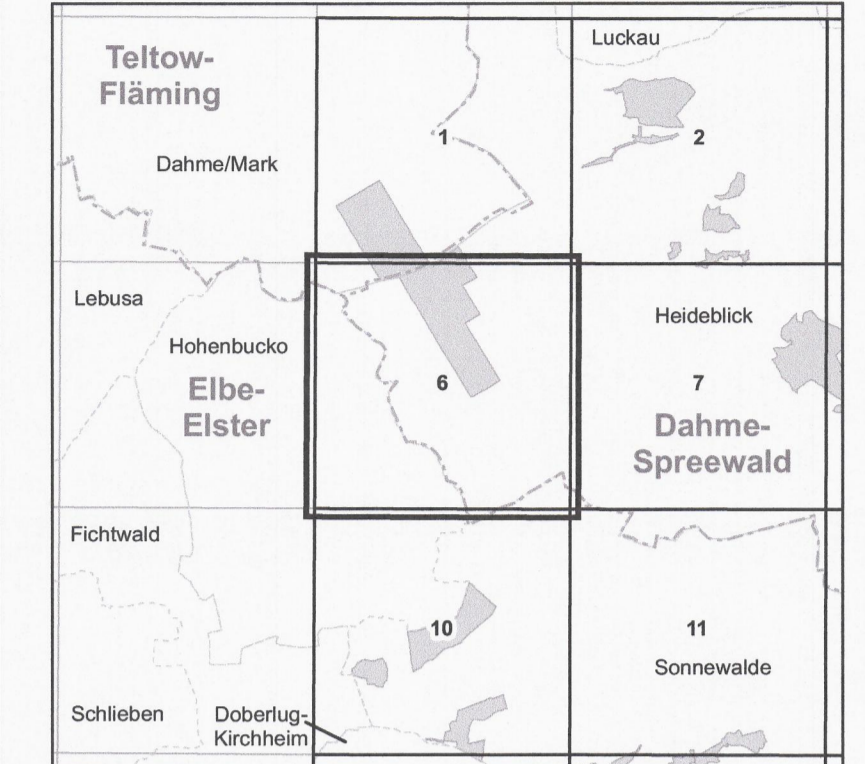 Luckau
Teltow-
Fläming
1
2
Dahme/Mark
Lebusa
Heideblick
Hohenbucko
Elbe-
Elster
6
7
Dahme-
Spreewald
Fichtwald
10
11
Sonnewalde
Schlieben
Doberlug-
Kirchheim